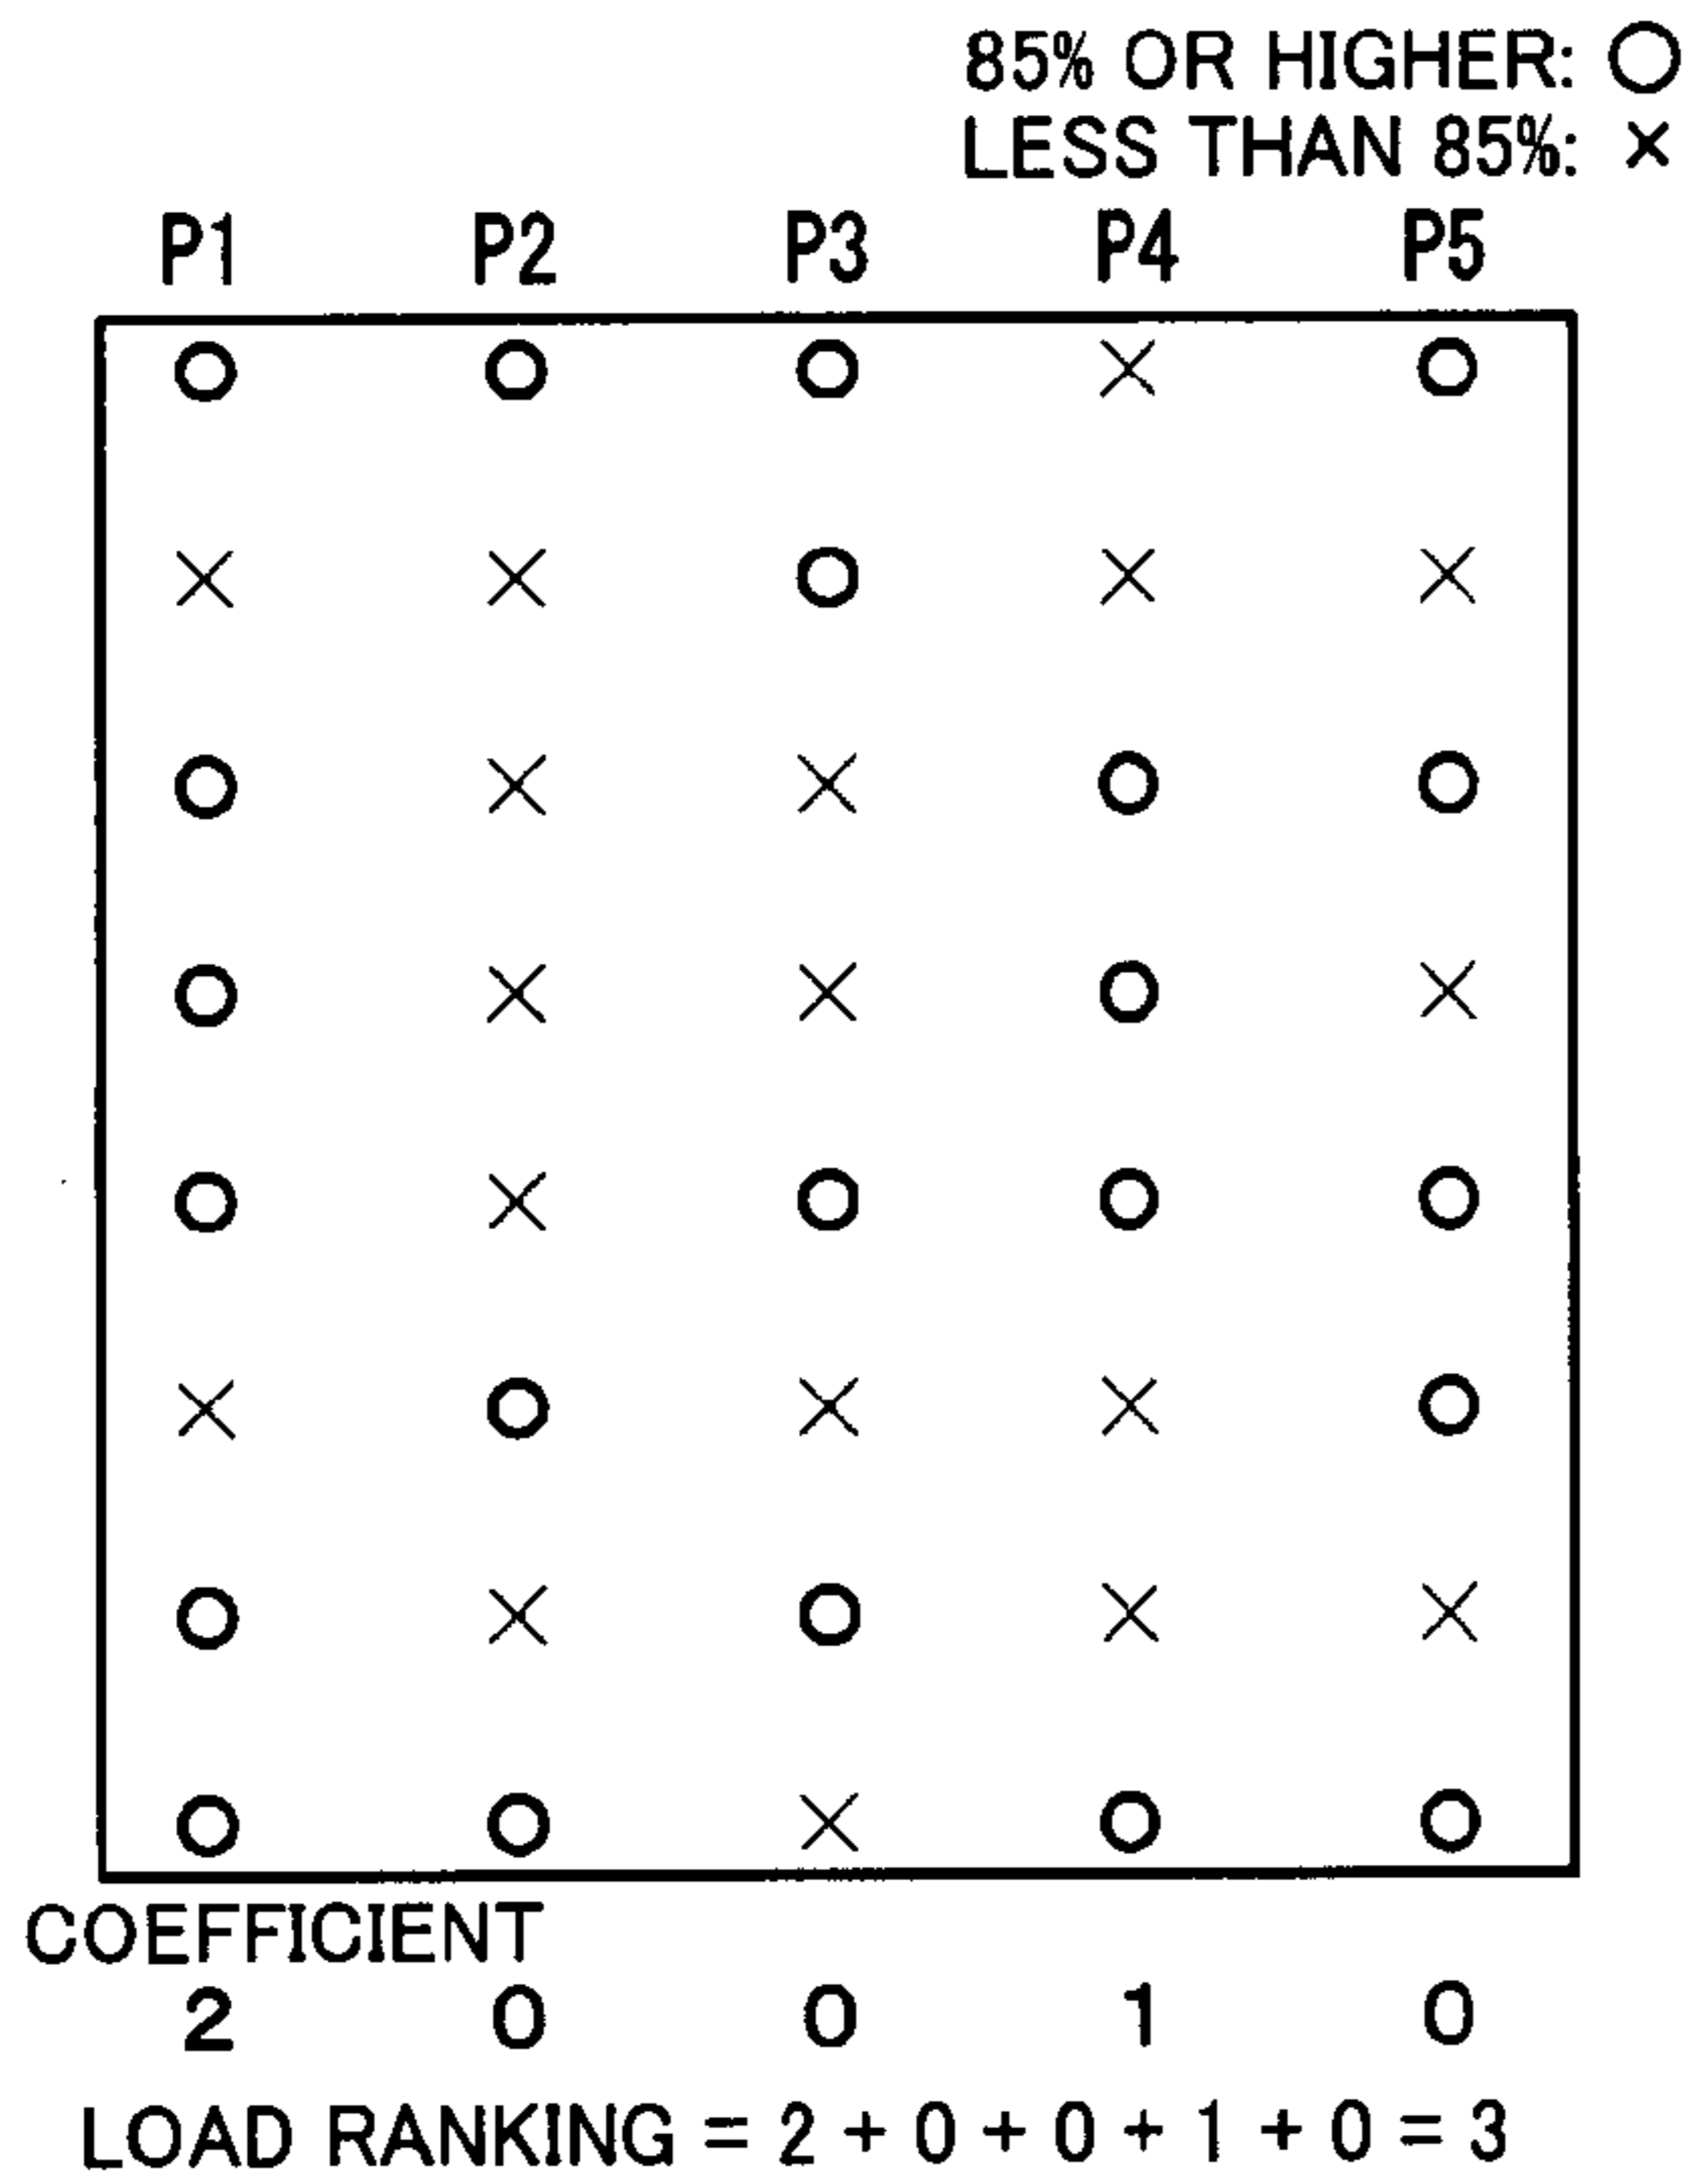 85% OR HIGHER: ○
LESS THAN 85%: ×
P1 P2 P3 P4 P5
○ ○ ○ × ○
× × ○ × ×
○ × × ○ ○
○ × × ○ ×
○ × ○ ○ ○
× ○ × × ○
○ × ○ × ×
○ ○ × ○ ○
COEFFICIENT
2 0 0 1 0
LOAD RANKING = 2 + 0 + 0 + 1 + 0 = 3